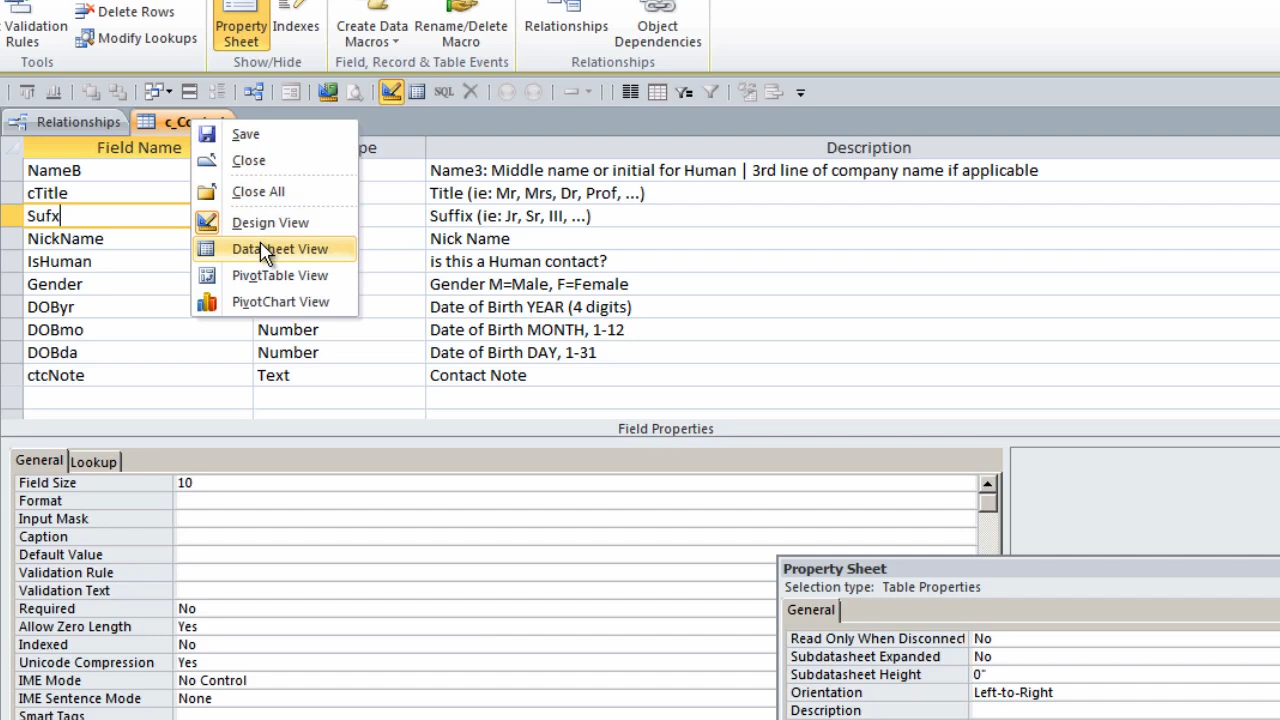 Delete Rows
Validation Rules
Modify Lookups
Property Sheet
Indexes
Create Data Macros
Rename/Delete Macro
Relationships
Object Dependencies
Tools
Show/Hide
Field, Record & Table Events
Relationships
SQL
Relationships
Field Name
Description
NameB
Name3: Middle name or initial for Human | 3rd line of company name if applicable
cTitle
Title (ie: Mr, Mrs, Dr, Prof, ...)
Sufx
Suffix (ie: Jr, Sr, III, ...)
NickName
Nick Name
IsHuman
is this a Human contact?
Gender
Gender M=Male, F=Female
DOByr
Date of Birth YEAR (4 digits)
DOBmo Number Date of Birth MONTH, 1-12
DOBda Number Date of Birth DAY, 1-31
ctcNote Text Contact Note
Save
Close
Close All
Design View
Datasheet View
PivotTable View
PivotChart View
Field Properties
General Lookup
Field Size 10
Format
Input Mask
Caption
Default Value
Validation Rule
Validation Text
Required No
Allow Zero Length Yes
Indexed No
Unicode Compression Yes
IME Mode No Control
IME Sentence Mode None
Smart Tags
Property Sheet
Selection type: Table Properties
General
Read Only When Disconnect No
Subdatasheet Expanded No
Subdatasheet Height 0"
Orientation Left-to-Right
Description